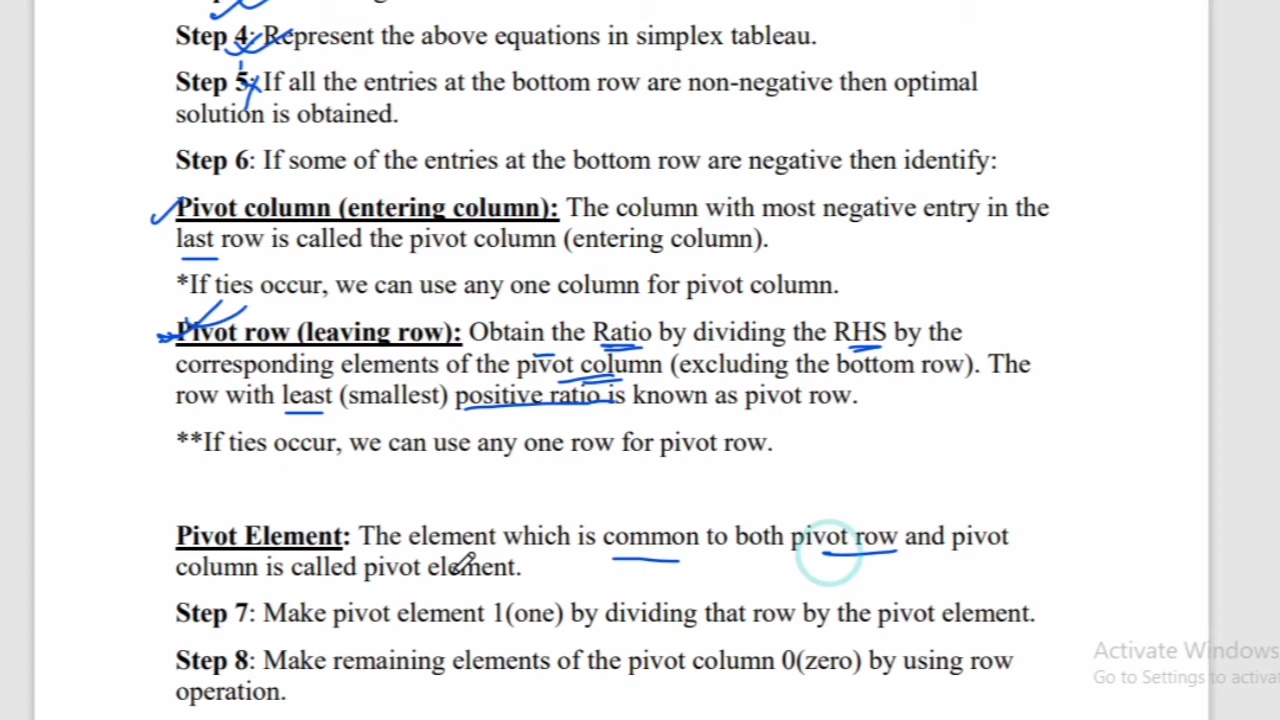 Step 4: Represent the above equations in simplex tableau.
Step 5: If all the entries at the bottom row are non-negative then optimal
solution is obtained.
Step 6: If some of the entries at the bottom row are negative then identify:
Pivot column (entering column): The column with most negative entry in the
last row is called the pivot column (entering column).
*If ties occur, we can use any one column for pivot column.
Pivot row (leaving row): Obtain the Ratio by dividing the RHS by the
corresponding elements of the pivot column (excluding the bottom row). The
row with least (smallest) positive ratio is known as pivot row.
**If ties occur, we can use any one row for pivot row.
Pivot Element: The element which is common to both pivot row and pivot
column is called pivot element.
Step 7: Make pivot element 1(one) by dividing that row by the pivot element.
Step 8: Make remaining elements of the pivot column 0(zero) by using row
operation.
Activate Windows
Go to Settings to activa